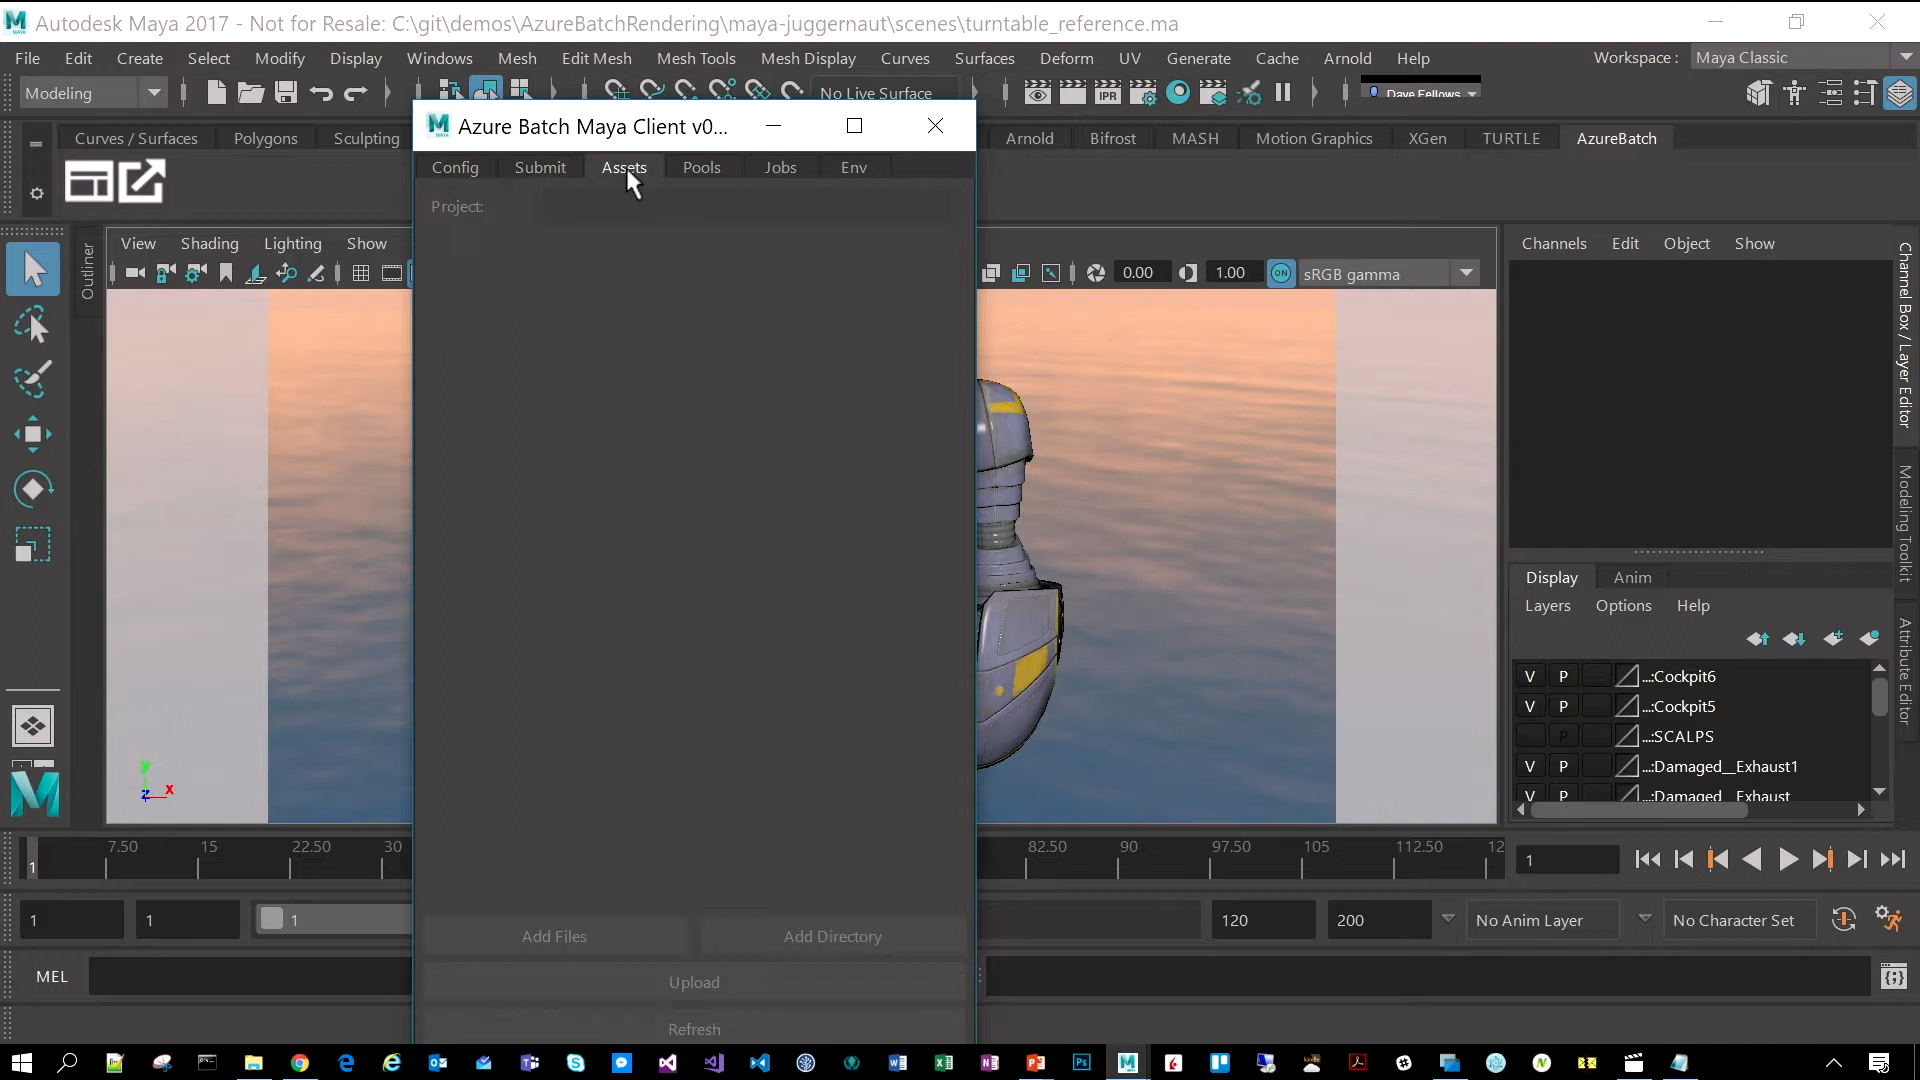 Autodesk Maya 2017 - Not for Resale: C:\git\demos\AzureBatchRendering\maya-juggernaut\scenes\turntable_reference.ma
File Edit Create Select Modify Display Windows Mesh Edit Mesh Mesh Tools Mesh Display Curves Surfaces Deform UV Generate Cache Arnold Help Workspace : Maya Classic
Modeling No Live Surface IPR Dave Fellows
Azure Batch Maya Client v0...
Curves / Surfaces Polygons Sculpting Arnold Bifrost MASH Motion Graphics XGen TURTLE AzureBatch
Config Submit Assets Pools Jobs Env
Project:
View Shading Lighting Show
Channels Edit Object Show
0.00 1.00 ON sRGB gamma
Outliner
Channel Box / Layer Editor
Modeling Toolkit
Attribute Editor
Display Anim
Layers Options Help
V P ...:Cockpit6
V P ...:Cockpit5
P ...:SCALPS
V P ...:Damaged__Exhaust1
V P ...:Damaged__Exhaust
y
z x
1 7.50 15 22.50 30 82.50 90 97.50 105 112.50 12 1
1 1 1 120 200 No Anim Layer No Character Set
Add Files Add Directory
MEL
Upload
Refresh